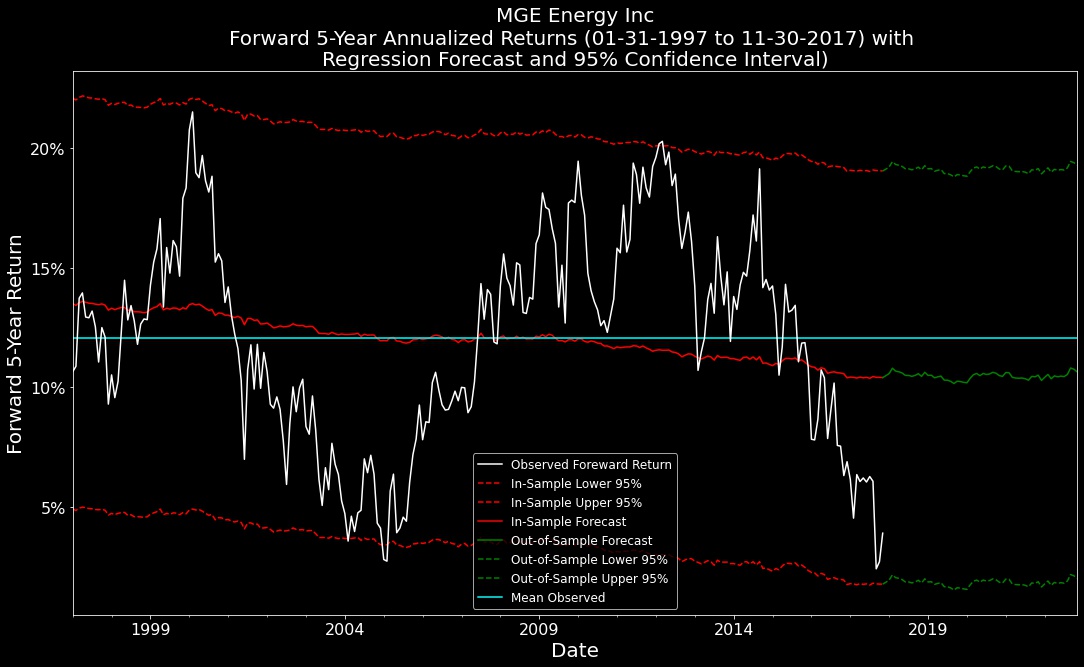 MGE Energy Inc
Forward 5-Year Annualized Returns (01-31-1997 to 11-30-2017) with
Regression Forecast and 95% Confidence Interval)
Forward 5-Year Return
20%
15%
10%
5%
Observed Foreward Return
In-Sample Lower 95%
In-Sample Upper 95%
In-Sample Forecast
Out-of-Sample Forecast
Out-of-Sample Lower 95%
Out-of-Sample Upper 95%
Mean Observed
1999 2004 2009 2014 2019
Date